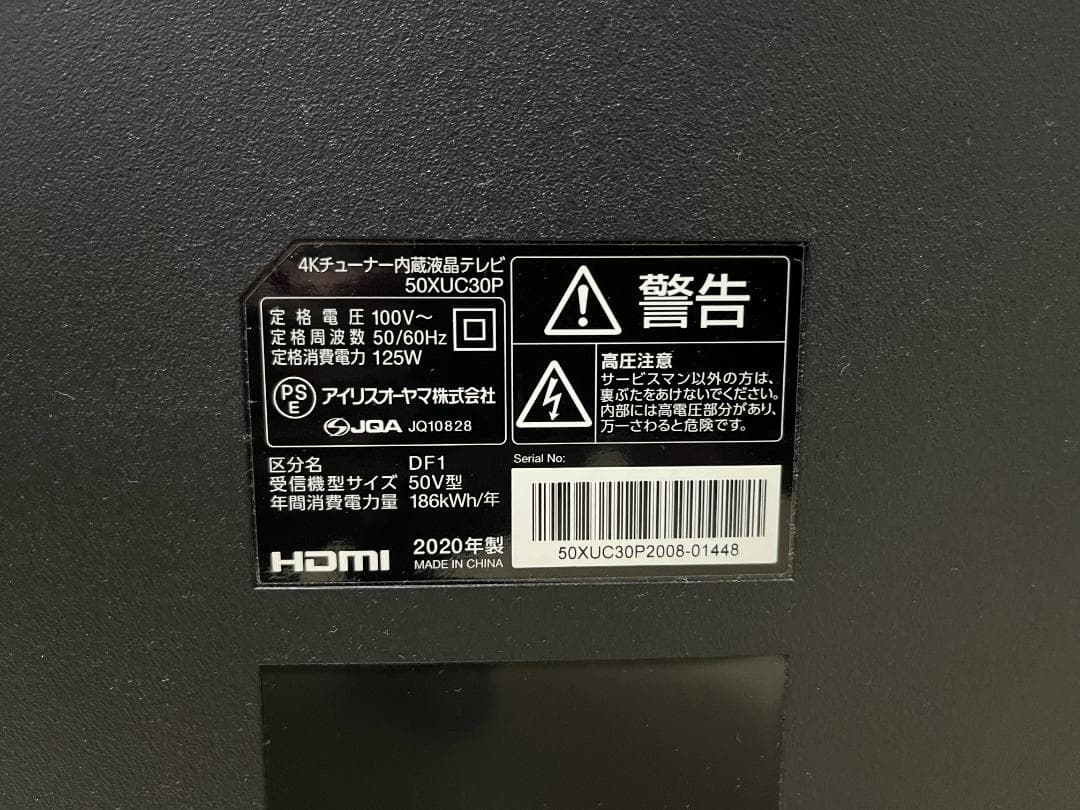 4Kチューナー内蔵液晶テレビ
50XUC30P
定格電圧 100V～
定格周波数 50/60Hz
定格消費電力 125W
PSE
アイリスオーヤマ株式会社
JQA JQ10828
区分名 DF1
受信機型サイズ 50V型
年間消費電力量 186kWh/年
HDMI
2020年製
MADE IN CHINA
警告
高圧注意
サービスマン以外の方は、
裏ぶたをあけないでください。
内部には高電圧部分があり、
万一さわると危険です。
Serial No:
50XUC30P2008-01448